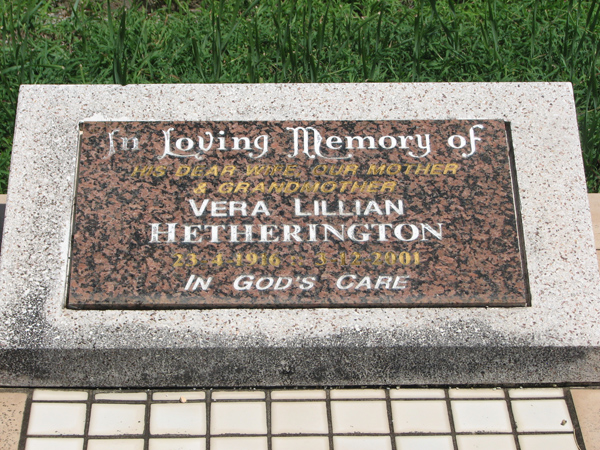 In Loving Memory of
HIS DEAR WIFE, OUR MOTHER
& GRANDMOTHER
VERA LILLIAN
HETHERINGTON
23.4.1916 ~ 3.12.2001
IN GOD'S CARE